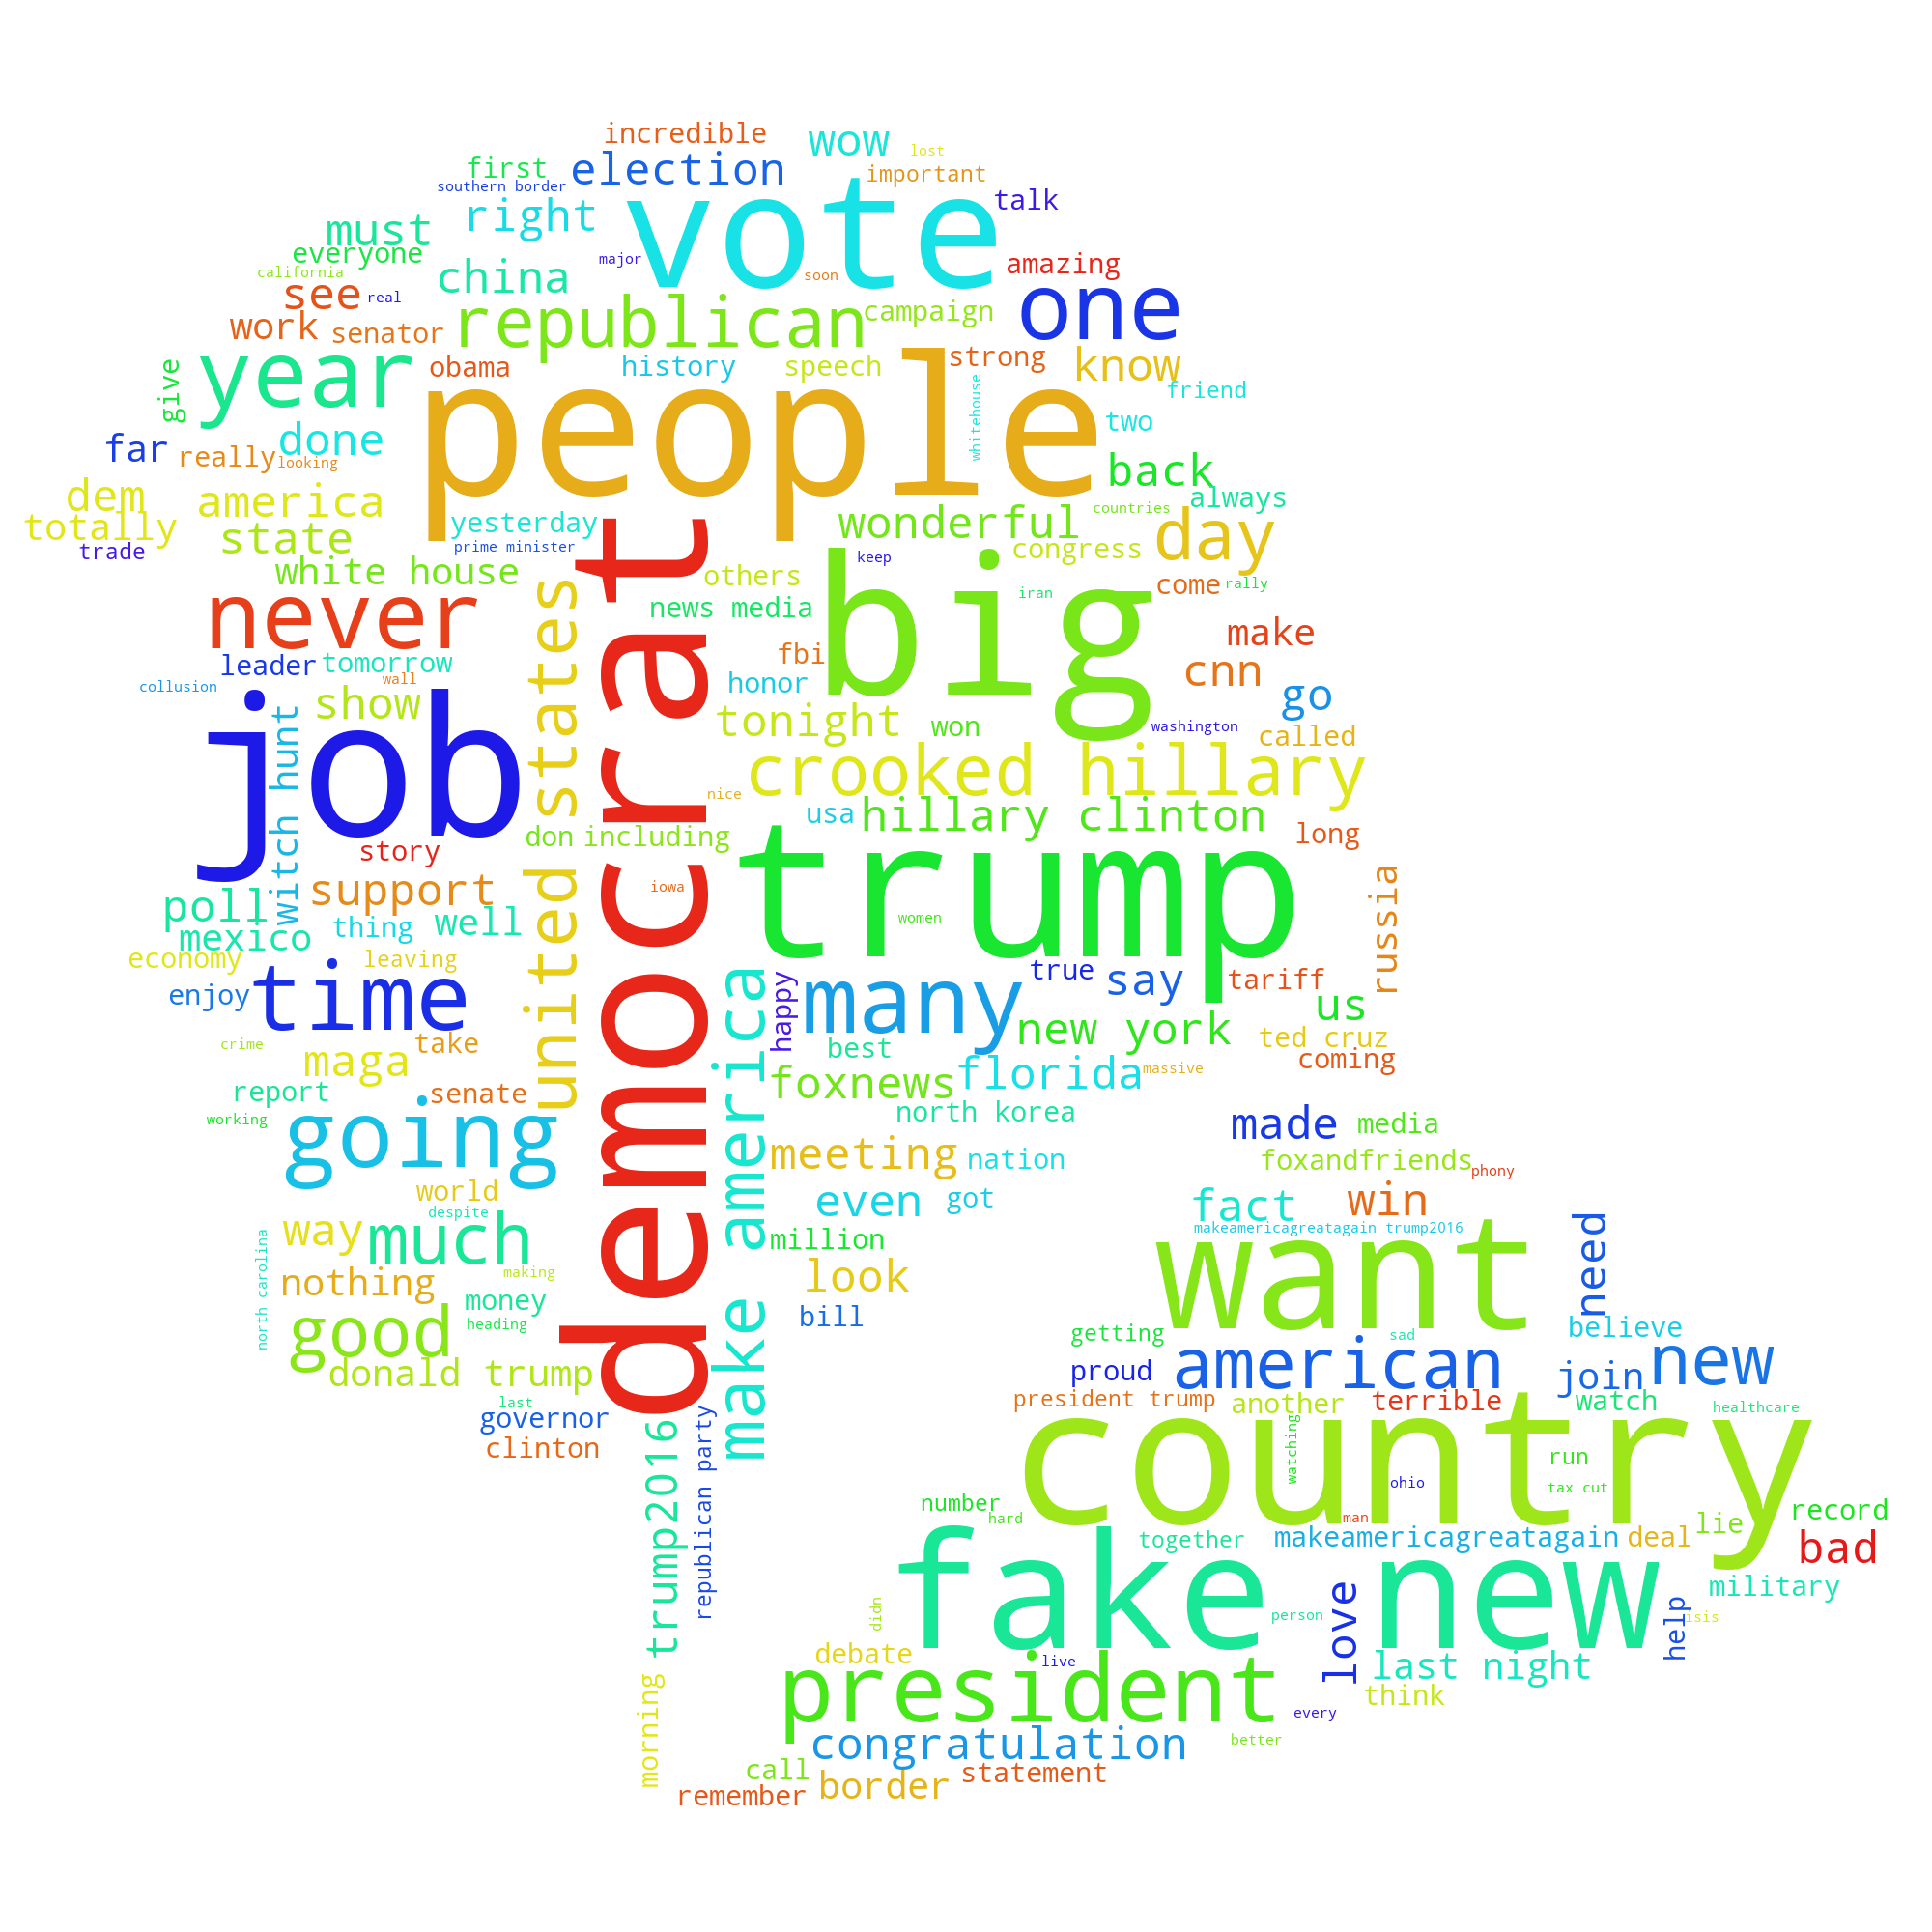 incredible
wow
lost
first
election
important
southern border
vote
talk
right
must
everyone
major
amazing
california
china
soon
see
real
one
republican
campaign
work
senator
year
obama
history
speech
strong
know
give
people
whitehouse
friend
two
far
done
really
looking
back
dem
america
always
totally
yesterday
wonderful
countries
day
state
trade
prime minister
keep
congress
white house
others
big
come
rally
iran
never
united states
democrat
news media
make
leader
tomorrow
fbi
cnn
collusion
wall
honor
go
job
show
witch hunt
tonight
won
washington
called
crooked hillary
nice
usa
hillary clinton
don
including
long
story
trump
support
iowa
russia
poll
women
mexico
thing
well
economy
leaving
true
say
tariff
enjoy
time
make america
happy
many
us
new york
ted cruz
crime
take
best
coming
maga
foxnews
florida
massive
report
senate
north korea
working
made
media
going
meeting
nation
foxandfriends
phony
world
even
got
fact
win
despite
need
way
much
million
makeamericagreatagain trump2016
north carolina
want
nothing
making
look
money
bill
good
heading
getting
sad
believe
donald trump
proud
american
join
new
last
president trump
another
terrible
watch
healthcare
governor
republican party
country
clinton
trump2016
watching
run
ohio
tax cut
number
hard
man
record
together
makeamericagreatagain
deal
lie
bad
fake new
military
didn
person
love
help
isis
debate
live
last night
morning
president
think
every
congratulation
better
call
statement
remember
border